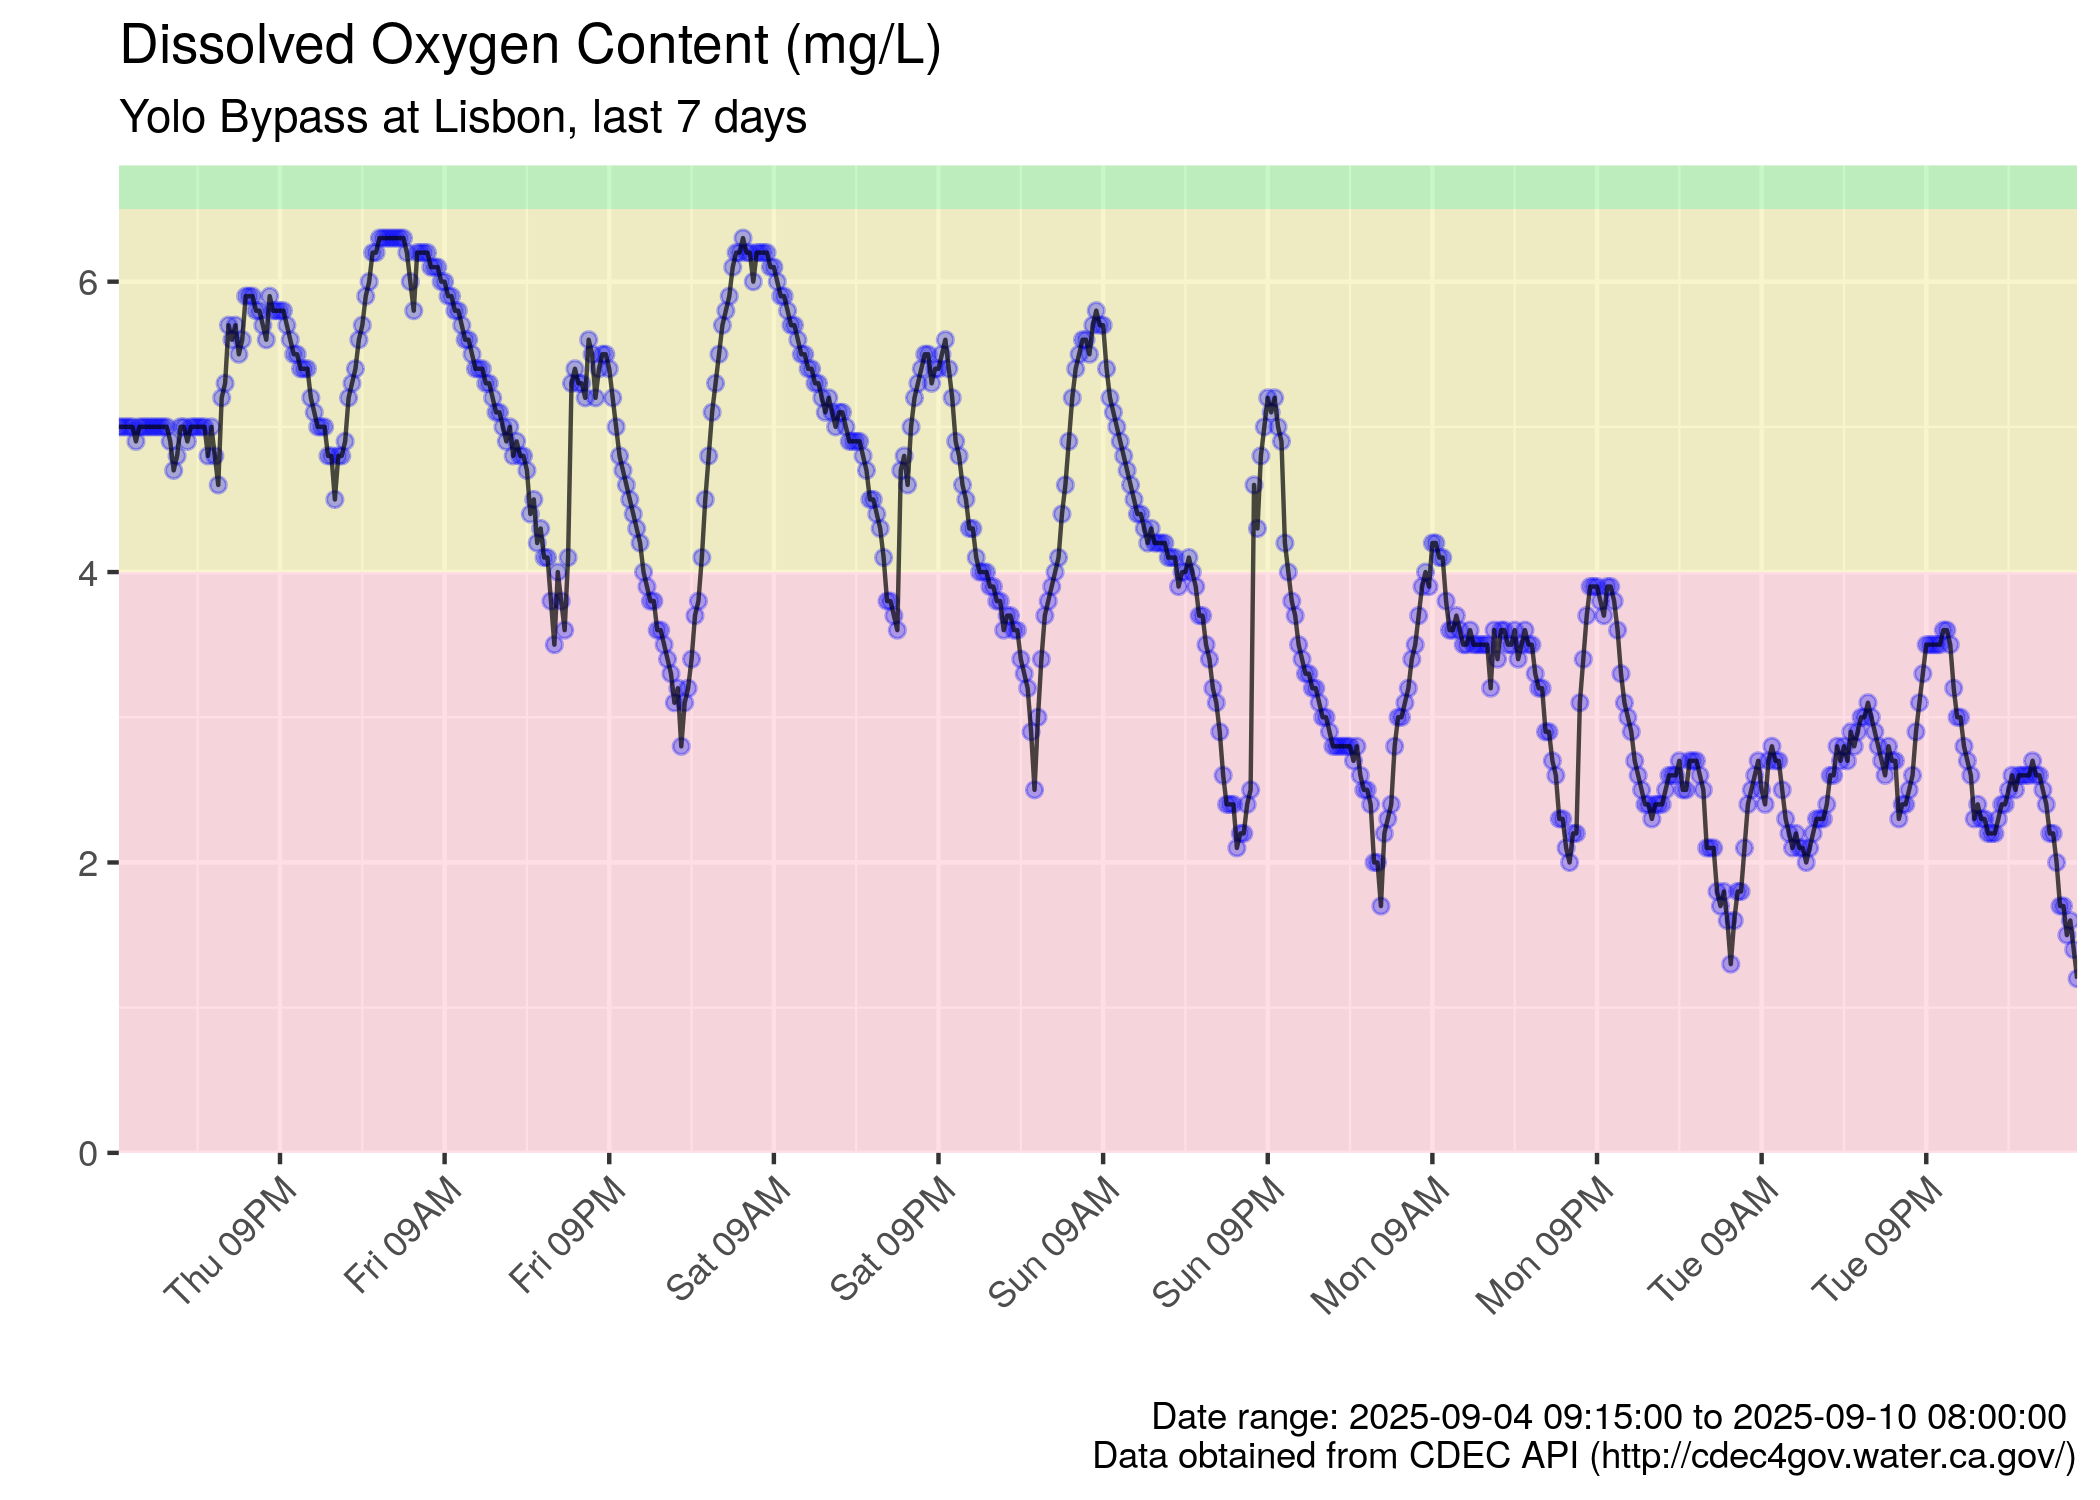 Dissolved Oxygen Content (mg/L)
Yolo Bypass at Lisbon, last 7 days
6
4
2
0
Thu 09PM
Fri 09AM
Fri 09PM
Sat 09AM
Sat 09PM
Sun 09AM
Sun 09PM
Mon 09AM
Mon 09PM
Tue 09AM
Tue 09PM
Date range: 2025-09-04 09:15:00 to 2025-09-10 08:00:00
Data obtained from CDEC API (http://cdec4gov.water.ca.gov/)